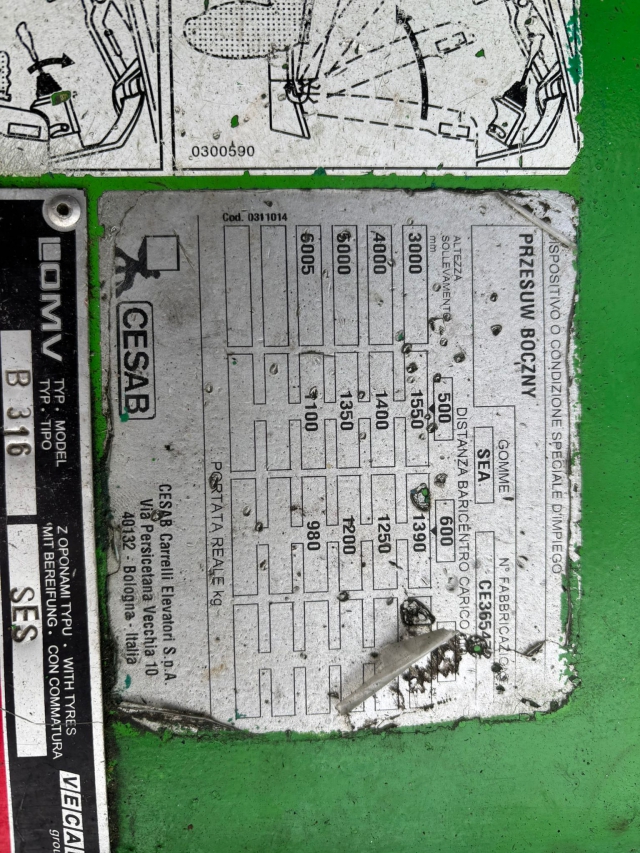 0300590
DISPOSITIVO O CONDIZIONE SPECIALE D'IMPIEGO
PRZESUW BOCZNY
GOMME
SEA
N° FABBRICAZIONE
DISTANZA BARICENTRO CARICO
ALTEZZA
SOLLEVAMENTO
mm
500 600
3000 1550 1390
4000 1400 1250
5000 1350 1200
6005 1100 980
Cod. 0311014
PORTATA REALE kg
CESAB
CESAB Carrelli Elevatori S.p.A
Via Persicetana Vecchia 10
40132 - Bologna - Italia
OMV
TYP. MODEL
TYP. TIPO
B 316
Z OPONAMI TYPU . WITH TYRES
MIT BEREIFUNG. CON COMMATURA
SES